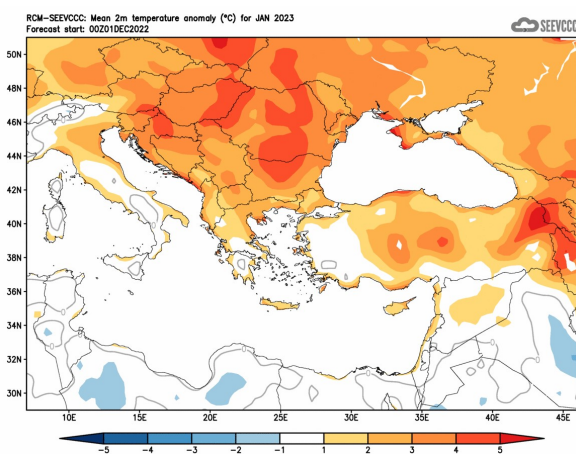 RCM-SEEVCCC: Mean 2m temperature anomaly (°C) for JAN 2023
Forecast start: 00Z01DEC2022
SEEVCCC
50N
48N
46N
44N
42N
40N
38N
36N
34N
32N
30N
10E 15E 20E 25E 30E 35E 40E 45E
-5 -4 -3 -2 -1 1 2 3 4 5